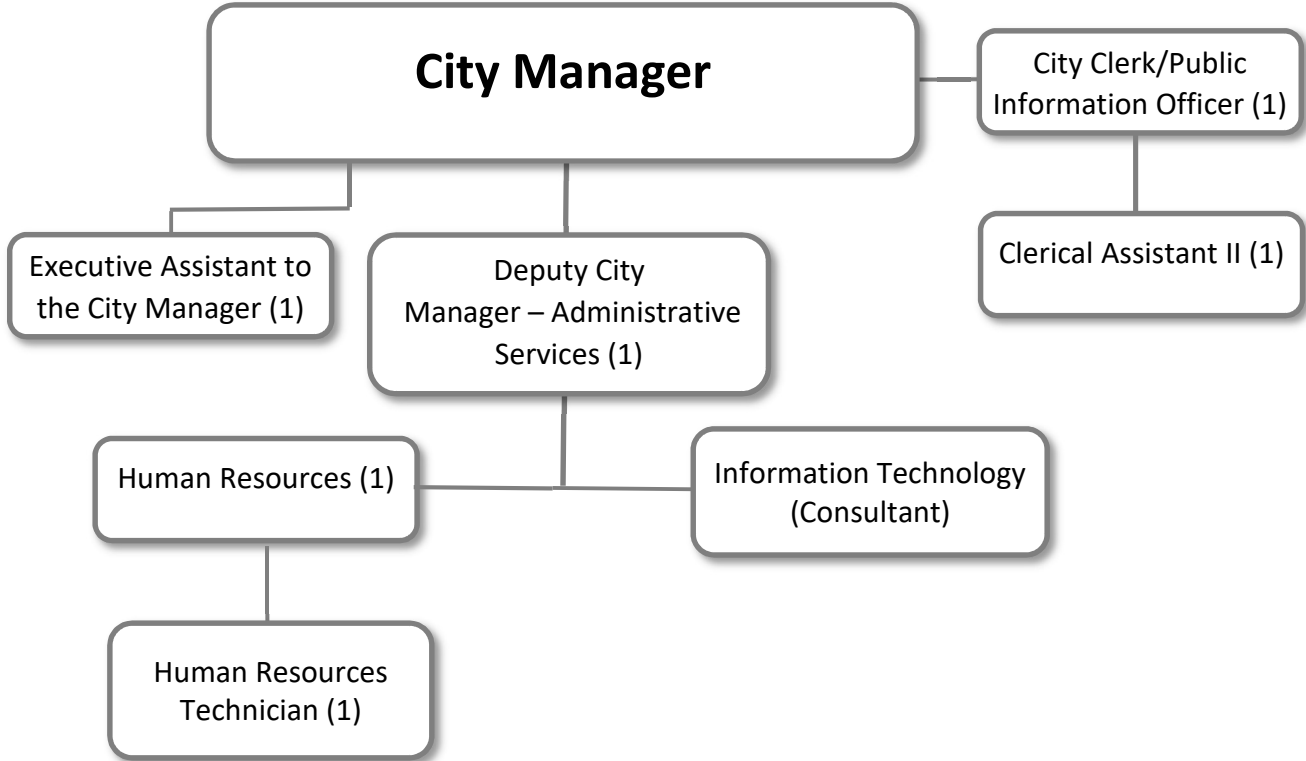 City Manager
City Clerk/Public
Information Officer (1)
Executive Assistant to
the City Manager (1)
Deputy City
Manager – Administrative
Services (1)
Clerical Assistant II (1)
Human Resources (1)
Information Technology
(Consultant)
Human Resources
Technician (1)